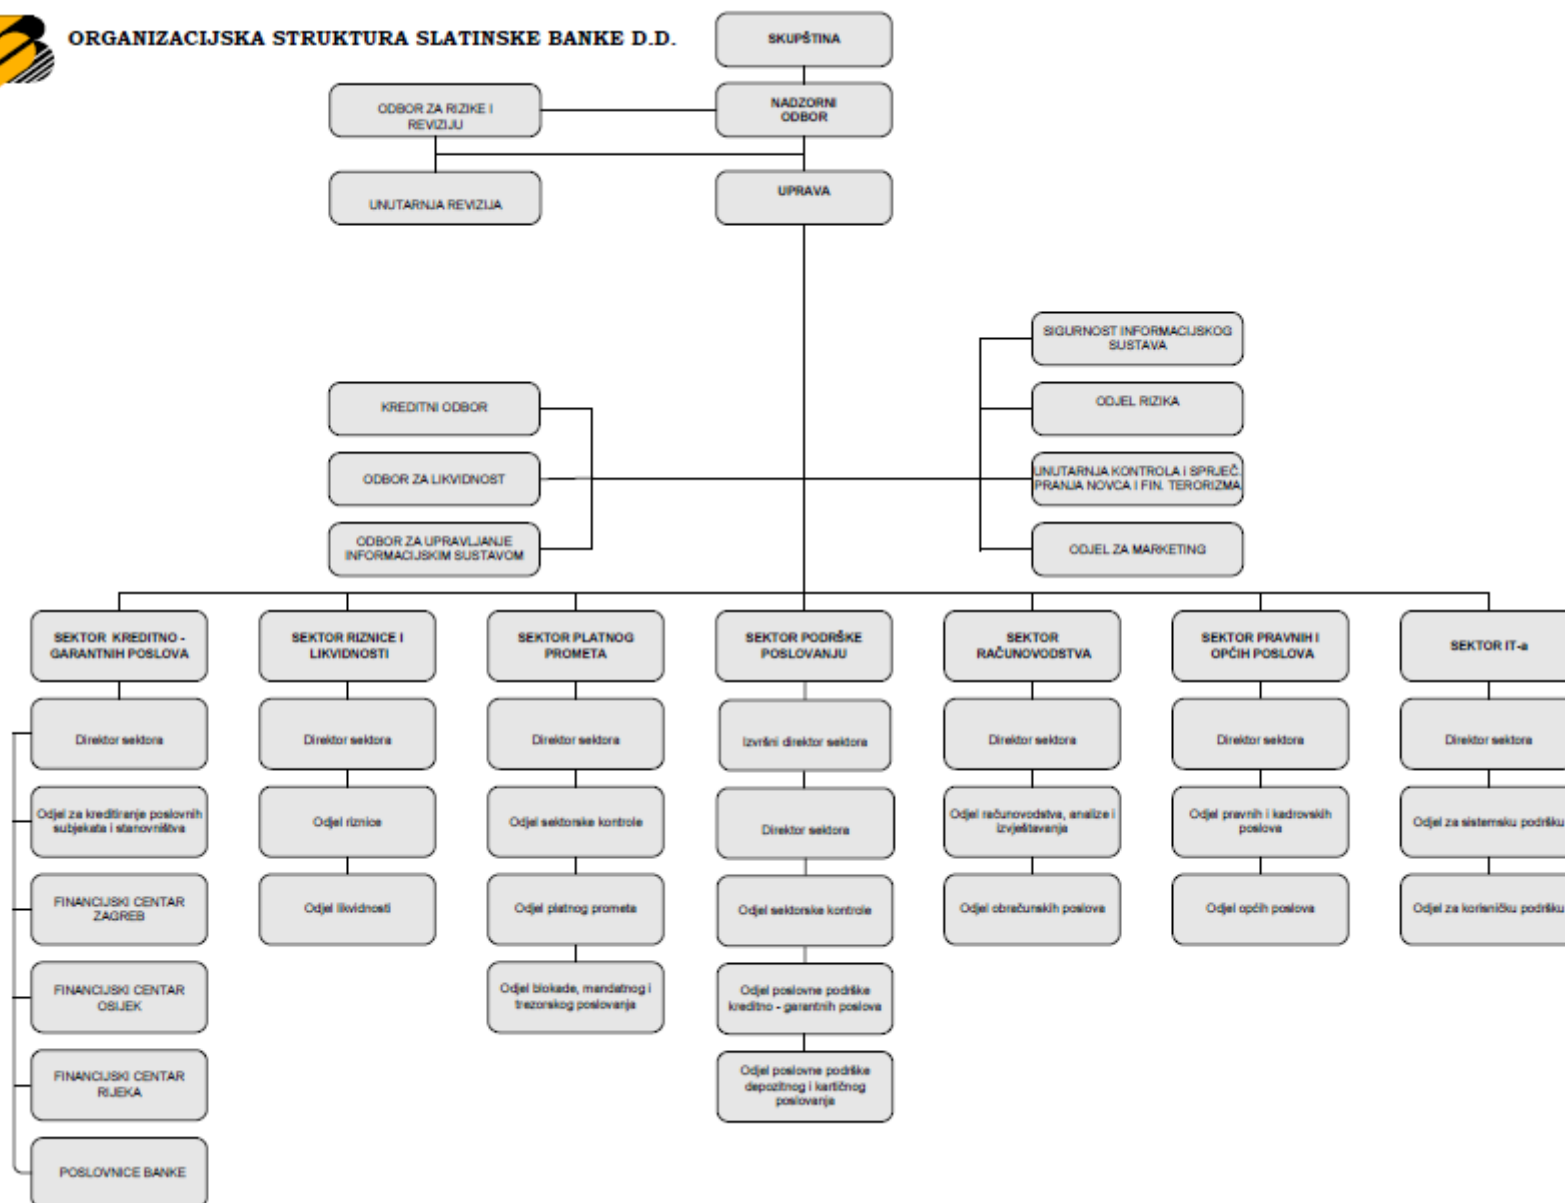 ORGANIZACIJSKA STRUKTURA SLATINSKE BANKE D.D.
SKUPŠTINA
ODBOR ZA RIZIKE I
REVIZIJU
NADZORNI
ODBOR
UNUTARNJA REVIZIJA
UPRAVA
SIGURNOST INFORMACIJSKOG
SUSTAVA
KREDITNI ODBOR
ODJEL RIZIKA
ODBOR ZA LIKVIDNOST
UNUTARNJA KONTROLA I SPRJEČ.
PRANJA NOVCA I FIN. TERORIZMA
ODBOR ZA UPRAVLJANJE
INFORMACIJSKIM SUSTAVOM
ODJEL ZA MARKETING
SEKTOR KREDITNO -
GARANTNIH POSLOVA
SEKTOR RIZNICE I
LIKVIDNOSTI
SEKTOR PLATNOG
PROMETA
SEKTOR PODRŠKE
POSLOVANJU
SEKTOR
RAČUNOVODSTVA
SEKTOR PRAVNIH I
OPĆIH POSLOVA
SEKTOR IT-a
Direktor sektora
Direktor sektora
Direktor sektora
Izvršni direktor sektora
Direktor sektora
Direktor sektora
Direktor sektora
Odjel za kreditiranje poslovnih
subjekata i stanovništva
Odjel riznice
Odjel sektorske kontrole
Direktor sektora
Odjel računovodstva, analize i
izvještavanja
Odjel pravnih i kadrovskih
poslova
Odjel za sistemsku podršku
FINANCIJSKI CENTAR
ZAGREB
Odjel likvidnosti
Odjel platnog prometa
Odjel sektorske kontrole
Odjel obračunskih poslova
Odjel općih poslova
Odjel za korisničku podršku
FINANCIJSKI CENTAR
OSIJEK
Odjel blokade, mandatnog i
trezorskog poslovanja
Odjel poslovne podrške
kreditno - garantnih poslova
FINANCIJSKI CENTAR
RIJEKA
Odjel poslovne podrške
depozitnog i kartičnog
poslovanja
POSLOVNICE BANKE